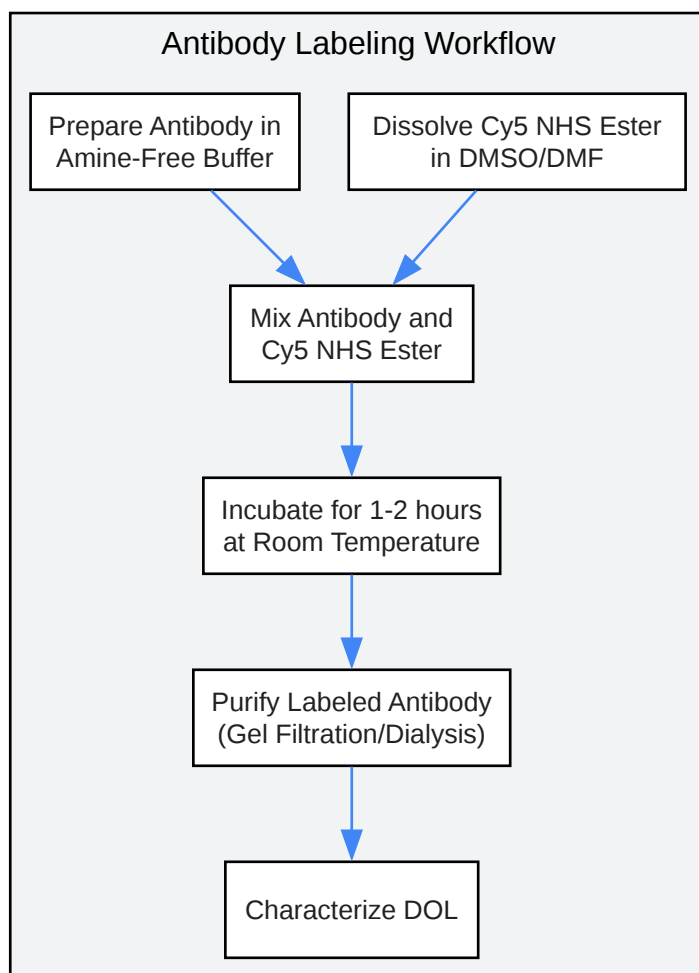 Antibody Labeling Workflow
Prepare Antibody in
Amine-Free Buffer
Dissolve Cy5 NHS Ester
in DMSO/DMF
Mix Antibody and
Cy5 NHS Ester
Incubate for 1-2 hours
at Room Temperature
Purify Labeled Antibody
(Gel Filtration/Dialysis)
Characterize DOL